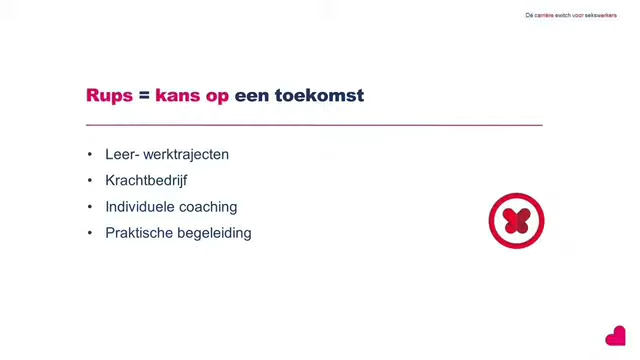 Dé carrière switch voor sekswerkers
Rups = kans op een toekomst
• Leer- werktrajecten
• Krachtbedrijf
• Individuele coaching
• Praktische begeleiding